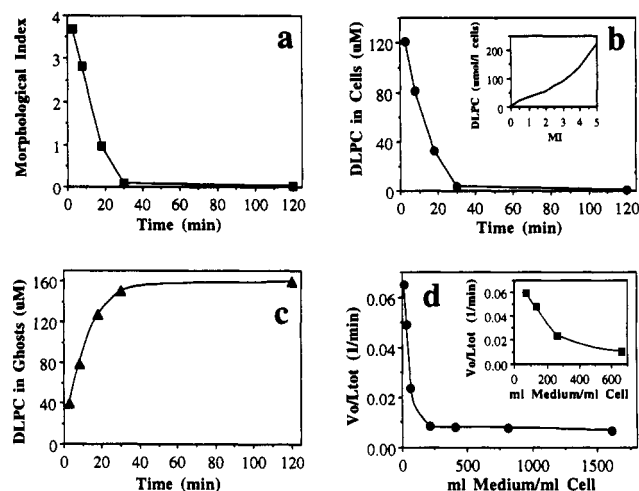 a
Morphological Index
4
3
2
1
0
0 20 40 60 80 100 120
Time (min)
b
DLPC in Cells (uM)
120
80
40
0
0 20 40 60 80 100 120
Time (min)
DLPC (umol/l cells)
200
100
0
0 1 2 3 4 5
MI
c
DLPC in Ghosts (uM)
160
120
80
40
0
0 20 40 60 80 100 120
Time (min)
d
Vo/Ltot (1/min)
0.06
0.04
0.02
0.00
0 500 1000 1500
ml Medium/ml Cell
Vo/Ltot (1/min)
0.06
0.04
0.02
0.00
0 200 400 600
ml Medium/ml Cell